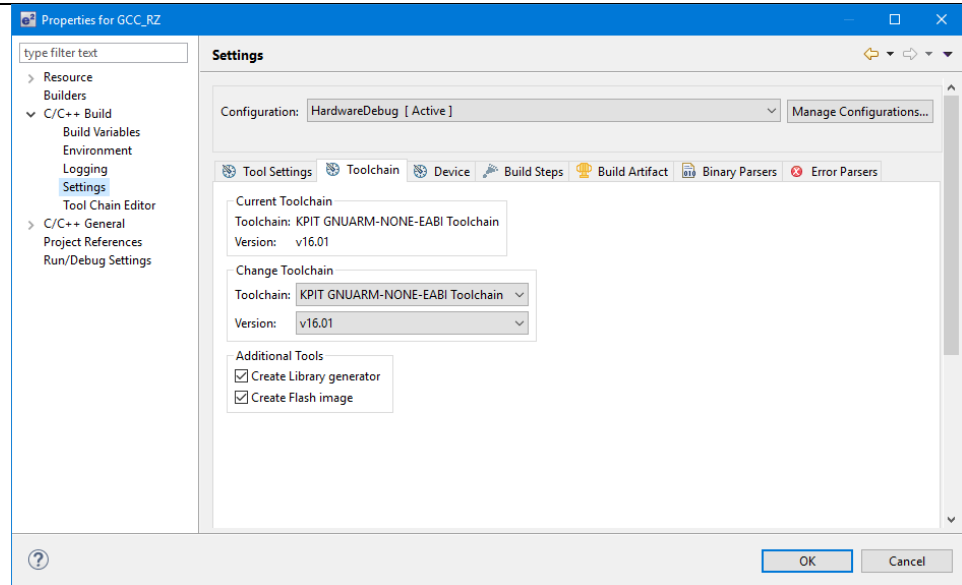 e² Properties for GCC_RZ
type filter text
Settings
Resource
Builders
C/C++ Build
Build Variables
Environment
Logging
Settings
Tool Chain Editor
C/C++ General
Project References
Run/Debug Settings
Configuration: HardwareDebug [ Active ] Manage Configurations...
Tool Settings Toolchain Device Build Steps Build Artifact Binary Parsers Error Parsers
Current Toolchain
Toolchain: KPIT GNUARM-NONE-EABI Toolchain
Version: v16.01
Change Toolchain
Toolchain: KPIT GNUARM-NONE-EABI Toolchain
Version: v16.01
Additional Tools
Create Library generator
Create Flash image
? OK Cancel